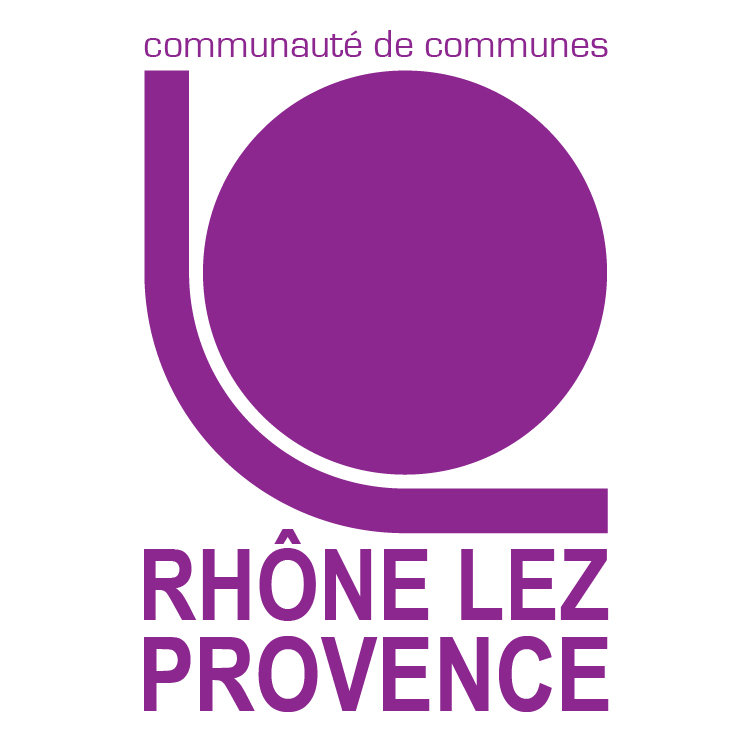 communauté de communes
RHÔNE LEZ
PROVENCE